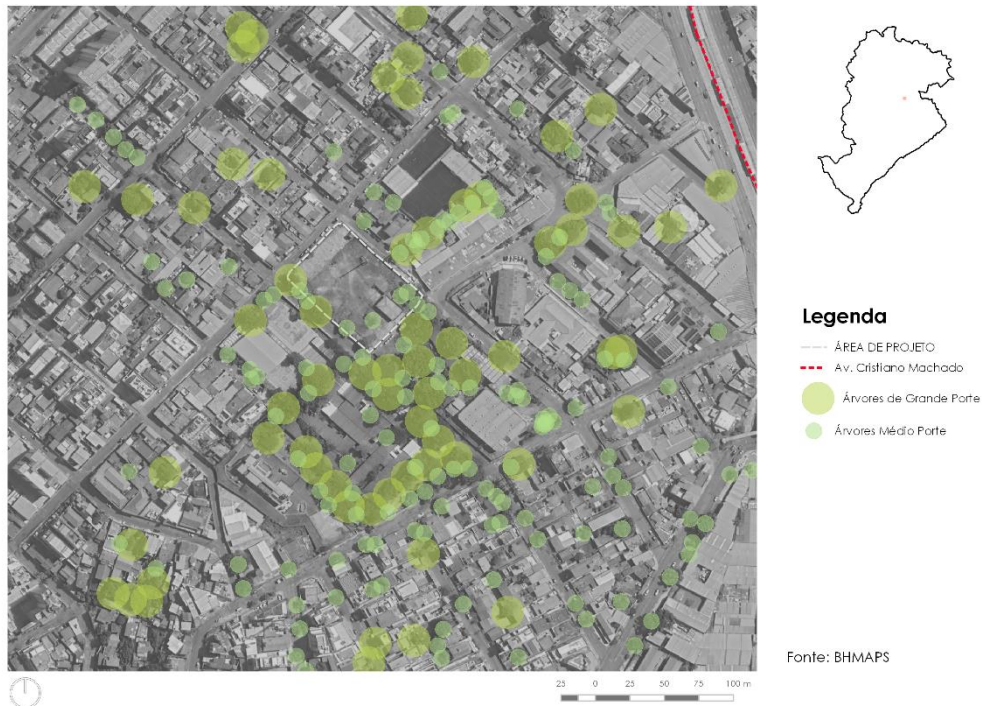 Legenda
ÁREA DE PROJETO
Av. Cristiano Machado
Árvores de Grande Porte
Árvores Médio Porte
Fonte: BHMAPS
25 0 25 50 75 100 m